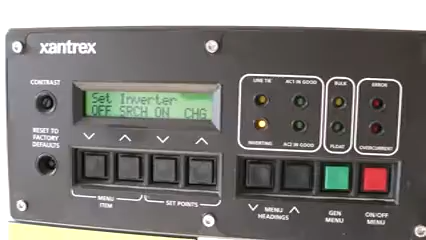 xantrex
CONTRAST
Set Inverter
OFF SRCH ON CHG
RESET TO
FACTORY
DEFAULTS
MENU
ITEM
SET POINTS
LINE TIE
AC1 IN GOOD
BULK
ERROR
INVERTING
AC2 IN GOOD
FLOAT
OVERCURRENT
MENU
HEADINGS
GEN
MENU
ON/OFF
MENU